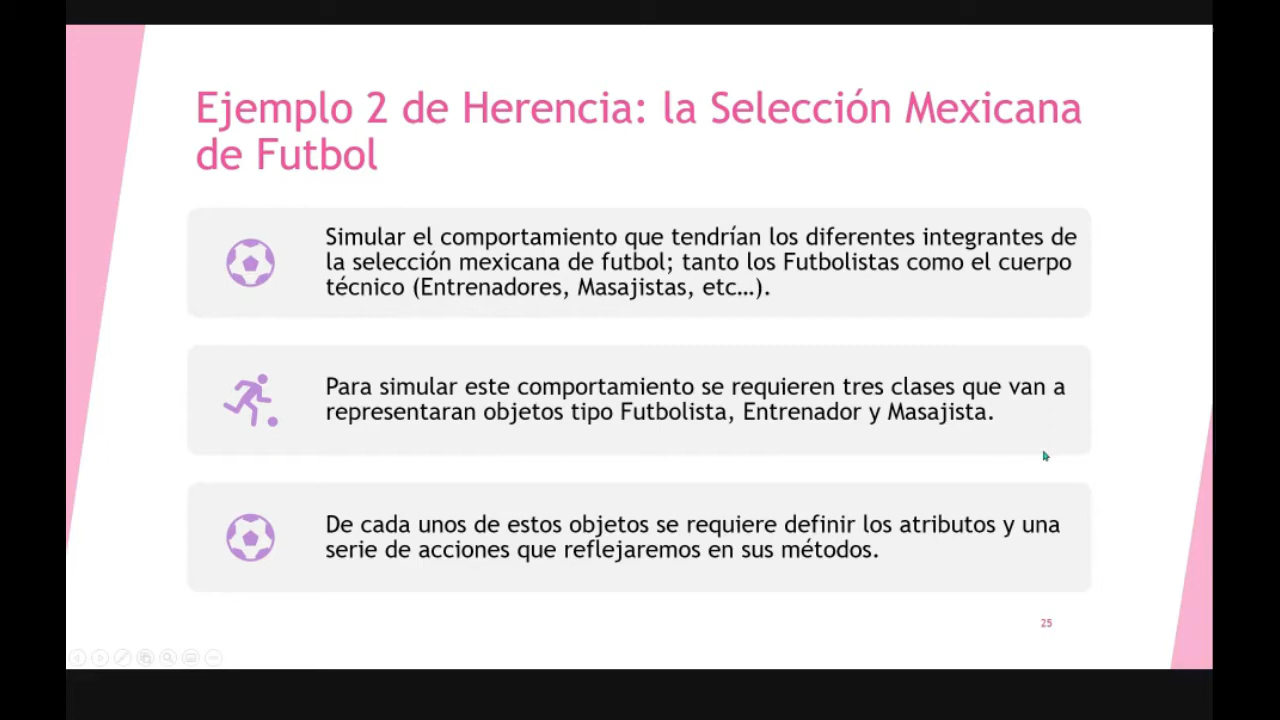 Ejemplo 2 de Herencia: la Selección Mexicana
de Futbol
Simular el comportamiento que tendrían los diferentes integrantes de
la selección mexicana de futbol; tanto los Futbolistas como el cuerpo
técnico (Entrenadores, Masajistas, etc…).
Para simular este comportamiento se requieren tres clases que van a
representaran objetos tipo Futbolista, Entrenador y Masajista.
De cada unos de estos objetos se requiere definir los atributos y una
serie de acciones que reflejaremos en sus métodos.
25